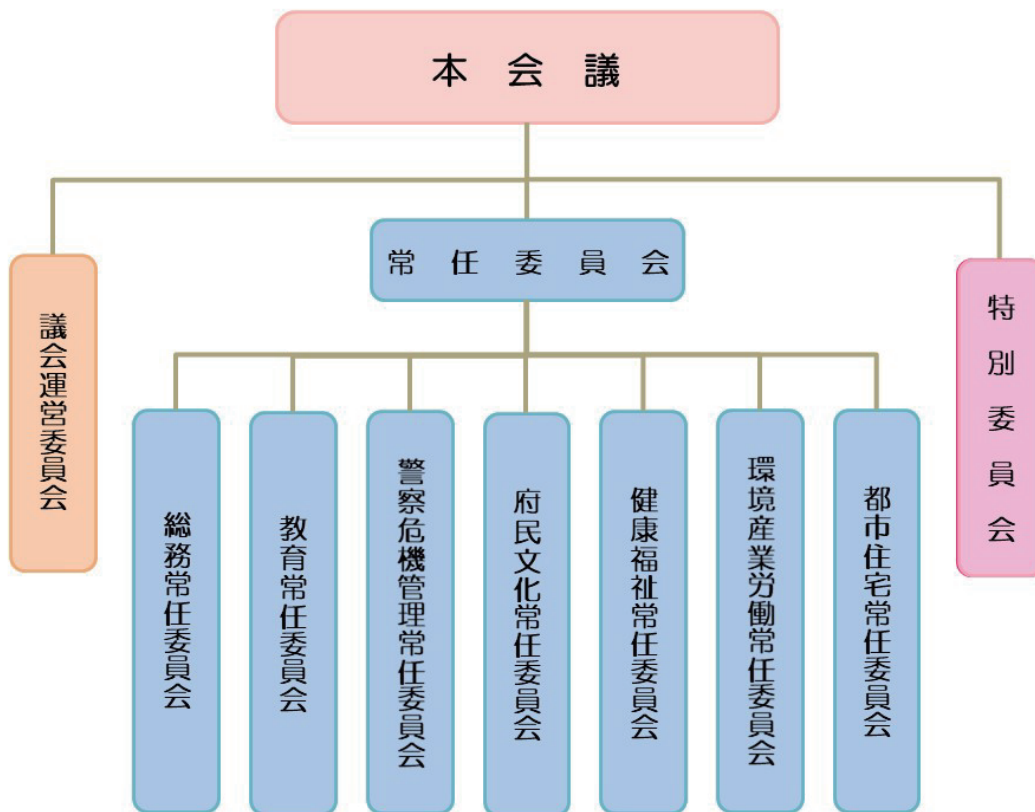 本会議
常任委員会
議会運営委員会
特別委員会
総務常任委員会
教育常任委員会
警察危機管理常任委員会
府民文化常任委員会
健康福祉常任委員会
環境産業労働常任委員会
都市住宅常任委員会